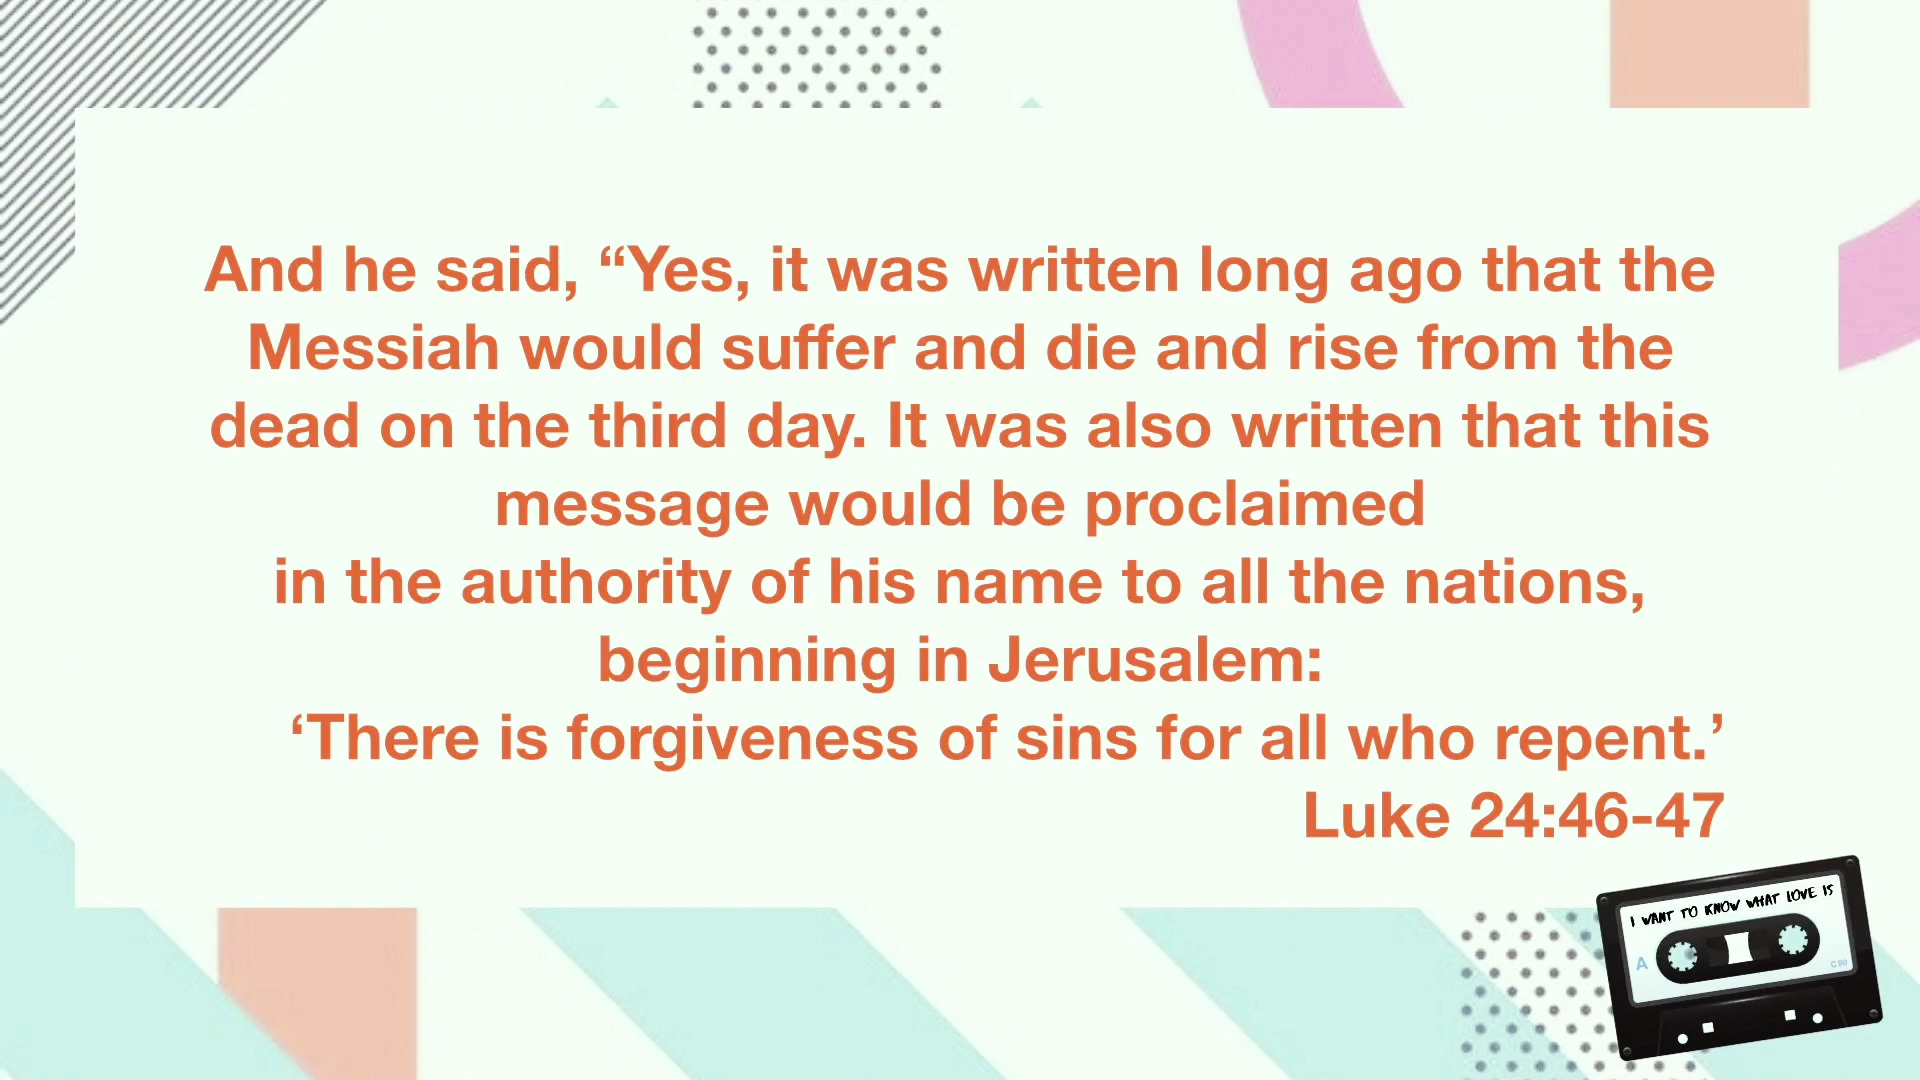 And he said, “Yes, it was written long ago that the
Messiah would suffer and die and rise from the
dead on the third day. It was also written that this
message would be proclaimed
in the authority of his name to all the nations,
beginning in Jerusalem:
‘There is forgiveness of sins for all who repent.’
Luke 24:46-47
I WANT TO KNOW WHAT LOVE IS
A
C90